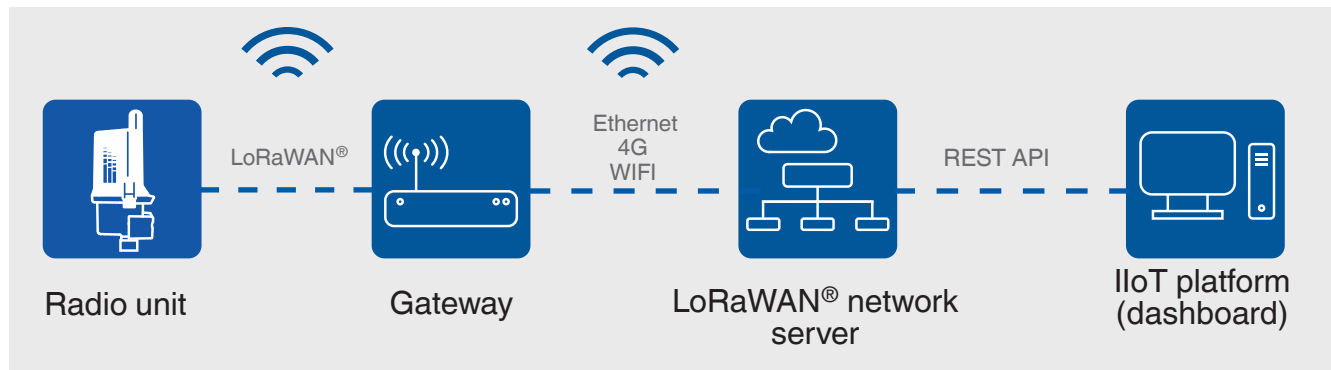 LoRaWAN®
Ethernet
4G
WIFI
REST API
Radio unit
Gateway
LoRaWAN® network
server
IIoT platform
(dashboard)